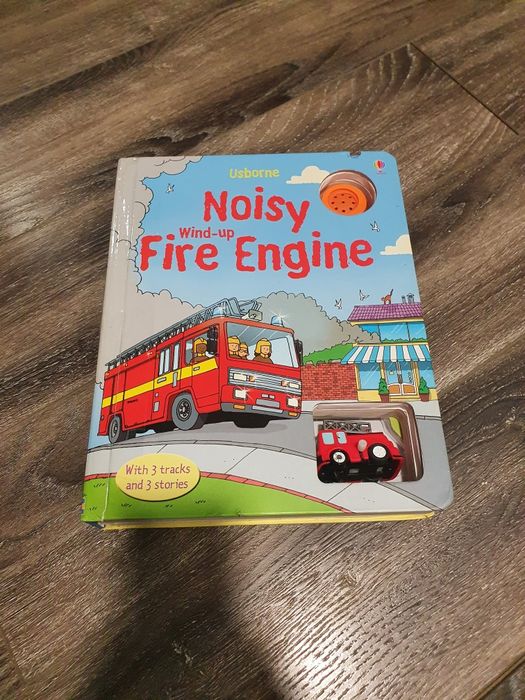 Usborne
Noisy
Wind-up
Fire Engine
With 3 tracks
and 3 stories